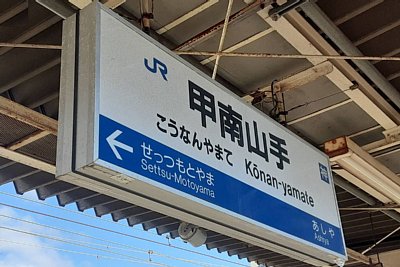 JR
甲南山手
こうなんやまて Kōnan-yamate
せっつもとやま
Settsu-Motoyama
あしや
Ashiya